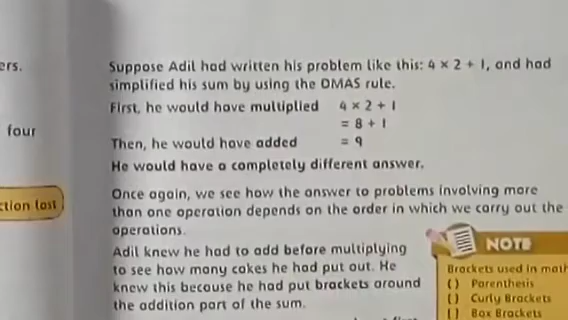 ers.
four
ction last
Suppose Adil had written his problem like this: 4 × 2 + 1, and had
simplified his sum by using the DMAS rule.
First, he would have multiplied 4 × 2 + 1
= 8 + 1
Then, he would have added = 9
He would have a completely different answer.
Once again, we see how the answer to problems involving more
than one operation depends on the order in which we carry out the
operations.
Adil knew he had to add before multiplying
to see how many cakes he had put out. He
knew this because he had put brackets around
the addition part of the sum.
NOTE
Brackets used in math
( ) Parenthesis
{ } Curly Brackets
[ ] Box Brackets